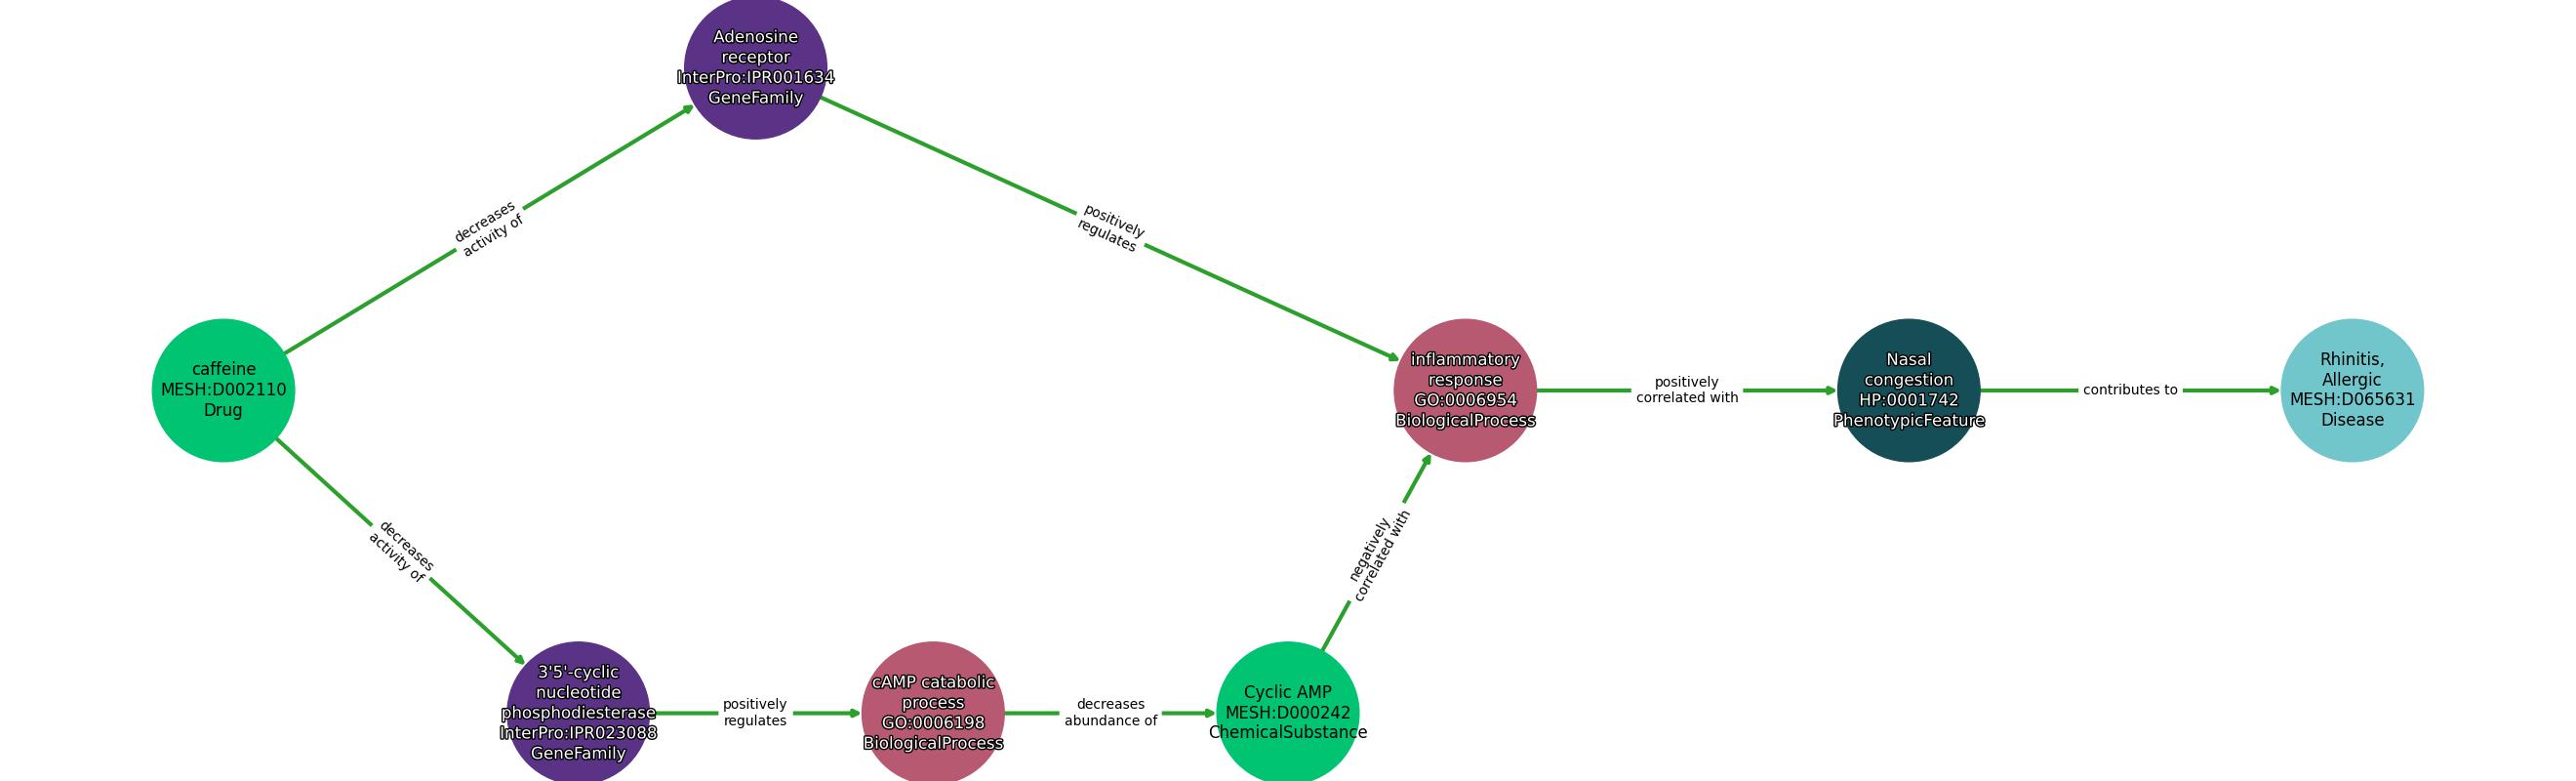 Adenosine
receptor
InterPro:IPR001634
GeneFamily
decreases
activity of
positively
regulates
caffeine
MESH:D002110
Drug
inflammatory
response
GO:0006954
BiologicalProcess
positively
correlated with
Nasal
congestion
HP:0001742
PhenotypicFeature
contributes to
Rhinitis,
Allergic
MESH:D065631
Disease
decreases
activity of
negatively
correlated with
3'5'-cyclic
nucleotide
phosphodiesterase
InterPro:IPR023088
GeneFamily
positively
regulates
cAMP catabolic
process
GO:0006198
BiologicalProcess
decreases
abundance of
Cyclic AMP
MESH:D000242
ChemicalSubstance